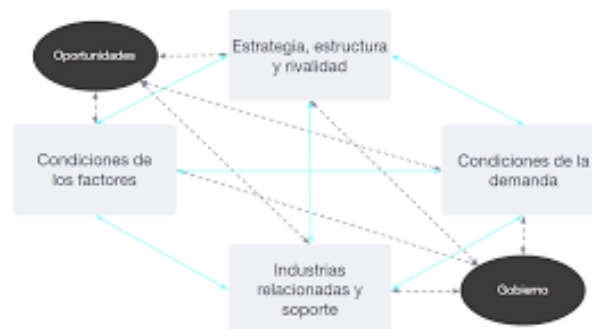 Oportunidades
Estrategia, estructura
y rivalidad
Condiciones de
los factores
Condiciones de la
demanda
Industrias
relacionadas y
soporte
Gobierno